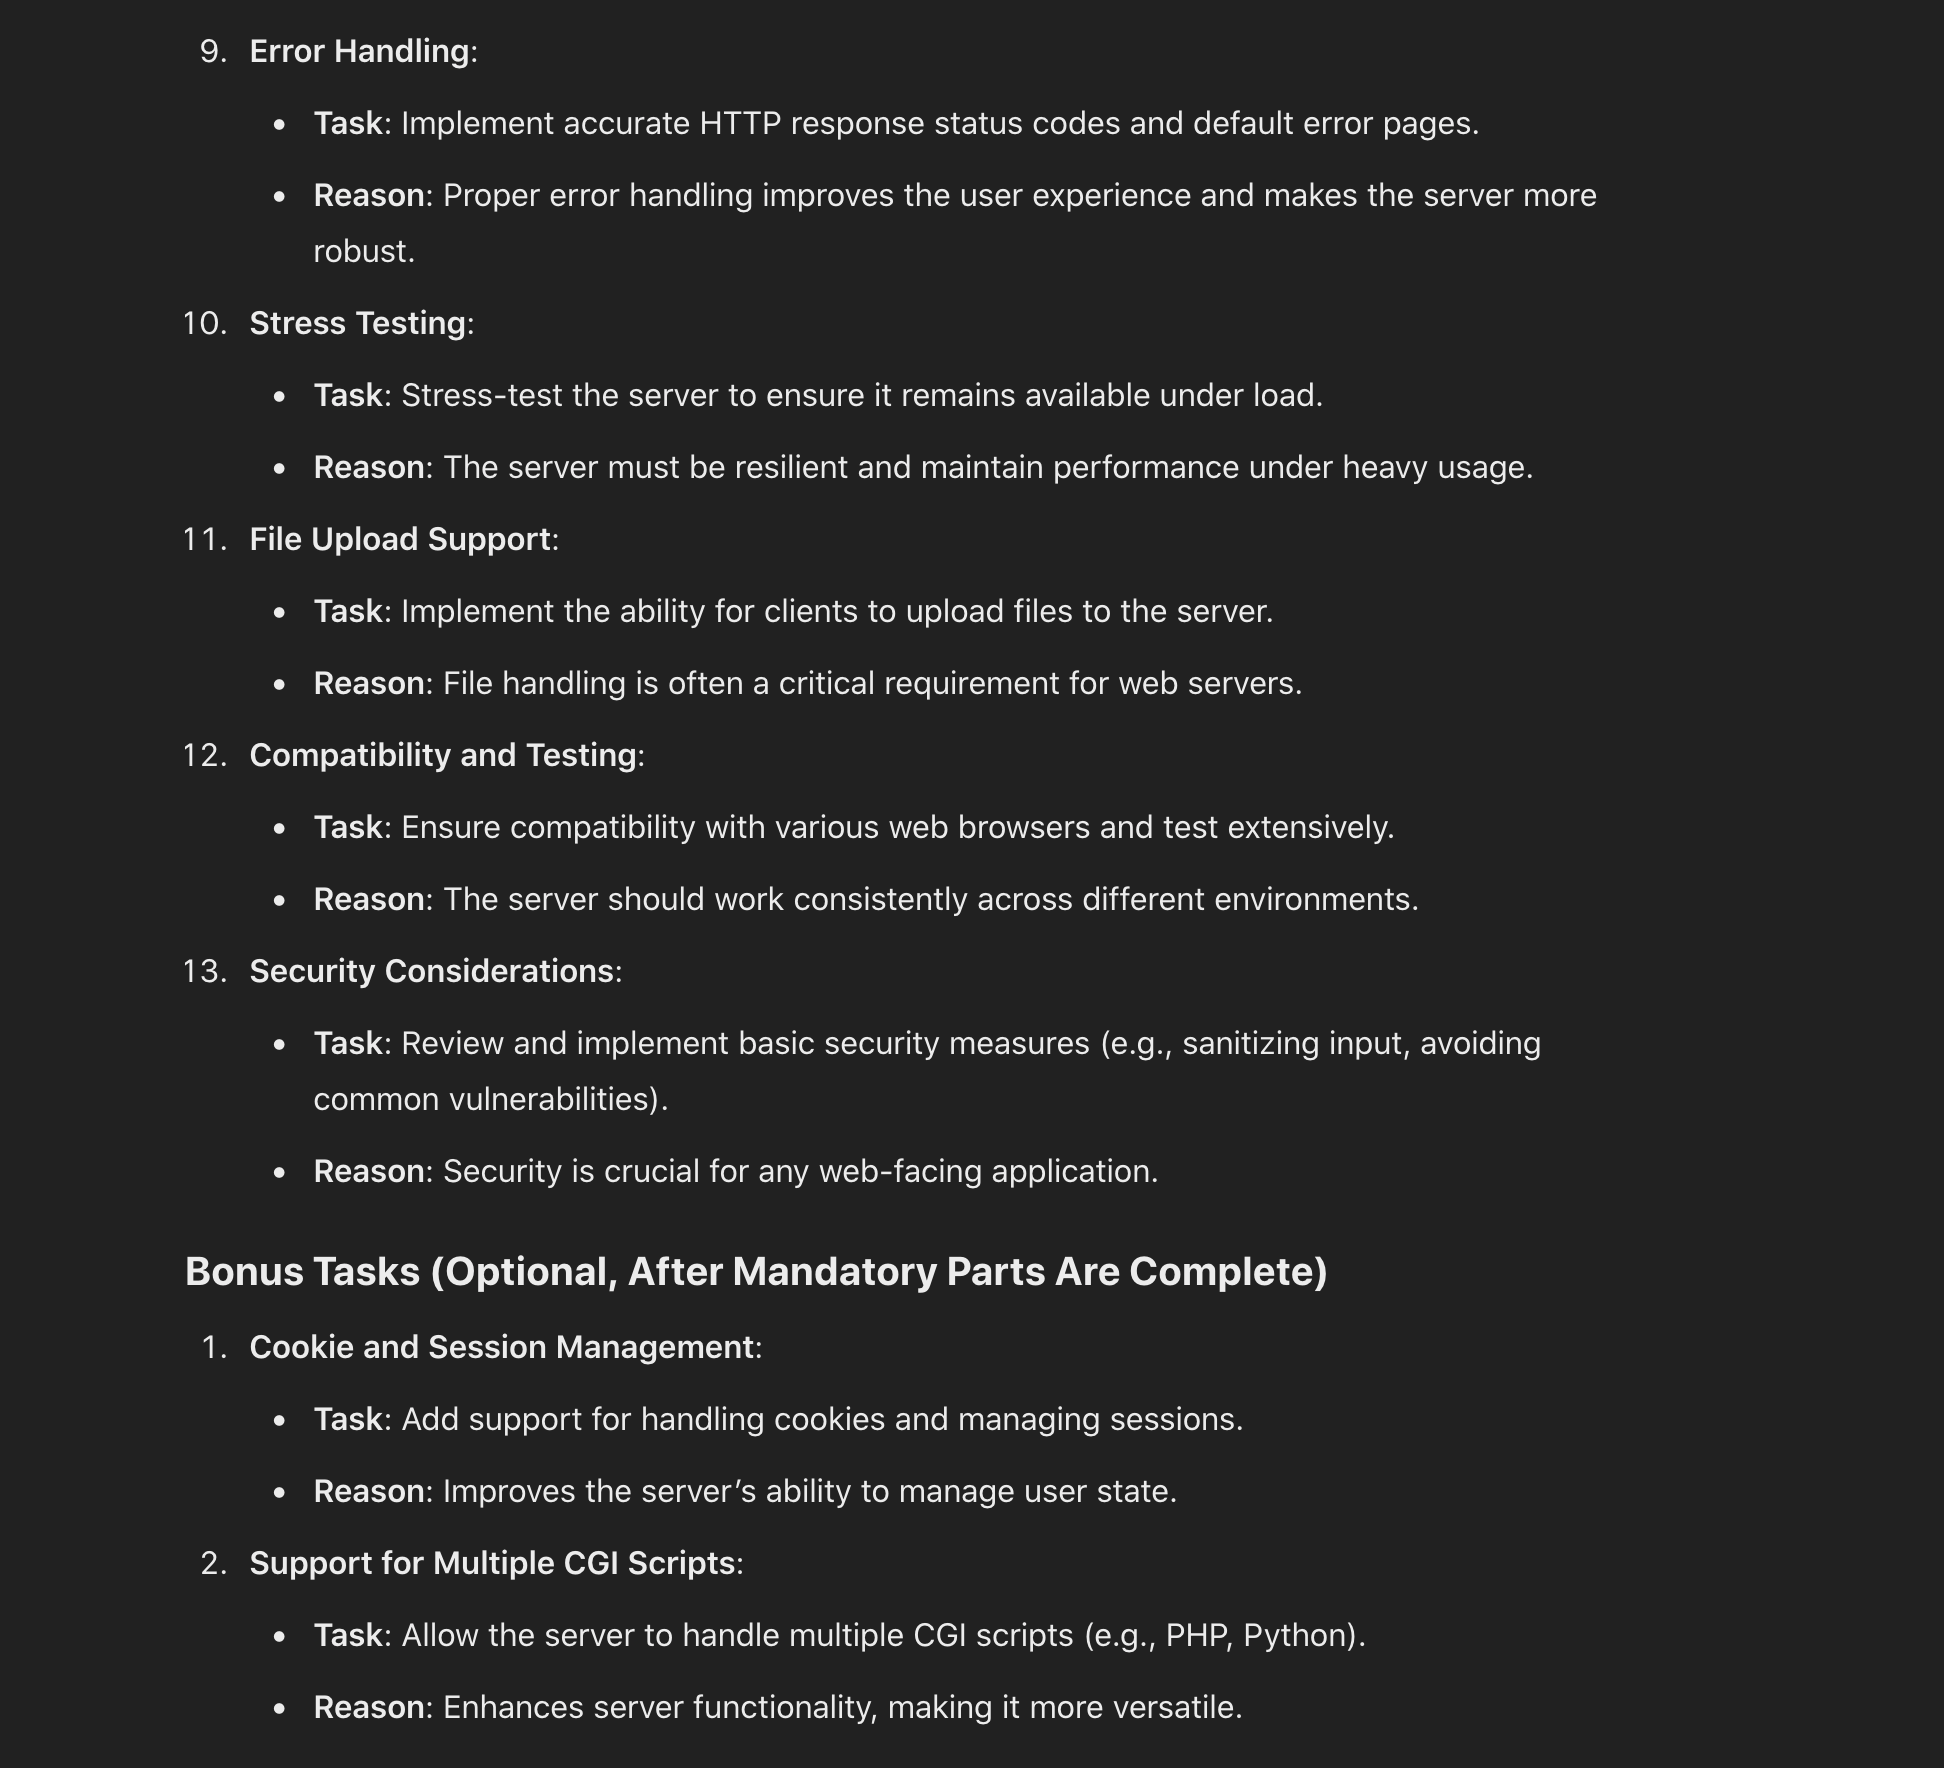 9. Error Handling:
• Task: Implement accurate HTTP response status codes and default error pages.
• Reason: Proper error handling improves the user experience and makes the server more
robust.
10. Stress Testing:
• Task: Stress-test the server to ensure it remains available under load.
• Reason: The server must be resilient and maintain performance under heavy usage.
11. File Upload Support:
• Task: Implement the ability for clients to upload files to the server.
• Reason: File handling is often a critical requirement for web servers.
12. Compatibility and Testing:
• Task: Ensure compatibility with various web browsers and test extensively.
• Reason: The server should work consistently across different environments.
13. Security Considerations:
• Task: Review and implement basic security measures (e.g., sanitizing input, avoiding
common vulnerabilities).
• Reason: Security is crucial for any web-facing application.
Bonus Tasks (Optional, After Mandatory Parts Are Complete)
1. Cookie and Session Management:
• Task: Add support for handling cookies and managing sessions.
• Reason: Improves the server’s ability to manage user state.
2. Support for Multiple CGI Scripts:
• Task: Allow the server to handle multiple CGI scripts (e.g., PHP, Python).
• Reason: Enhances server functionality, making it more versatile.